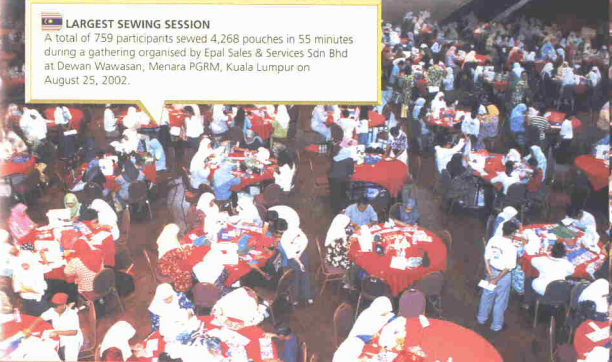 LARGEST SEWING SESSION
A total of 759 participants sewed 4,268 pouches in 55 minutes
during a gathering organised by Epal Sales & Services Sdn Bhd
at Dewan Wawasan, Menara PGRM, Kuala Lumpur on
August 25, 2002.